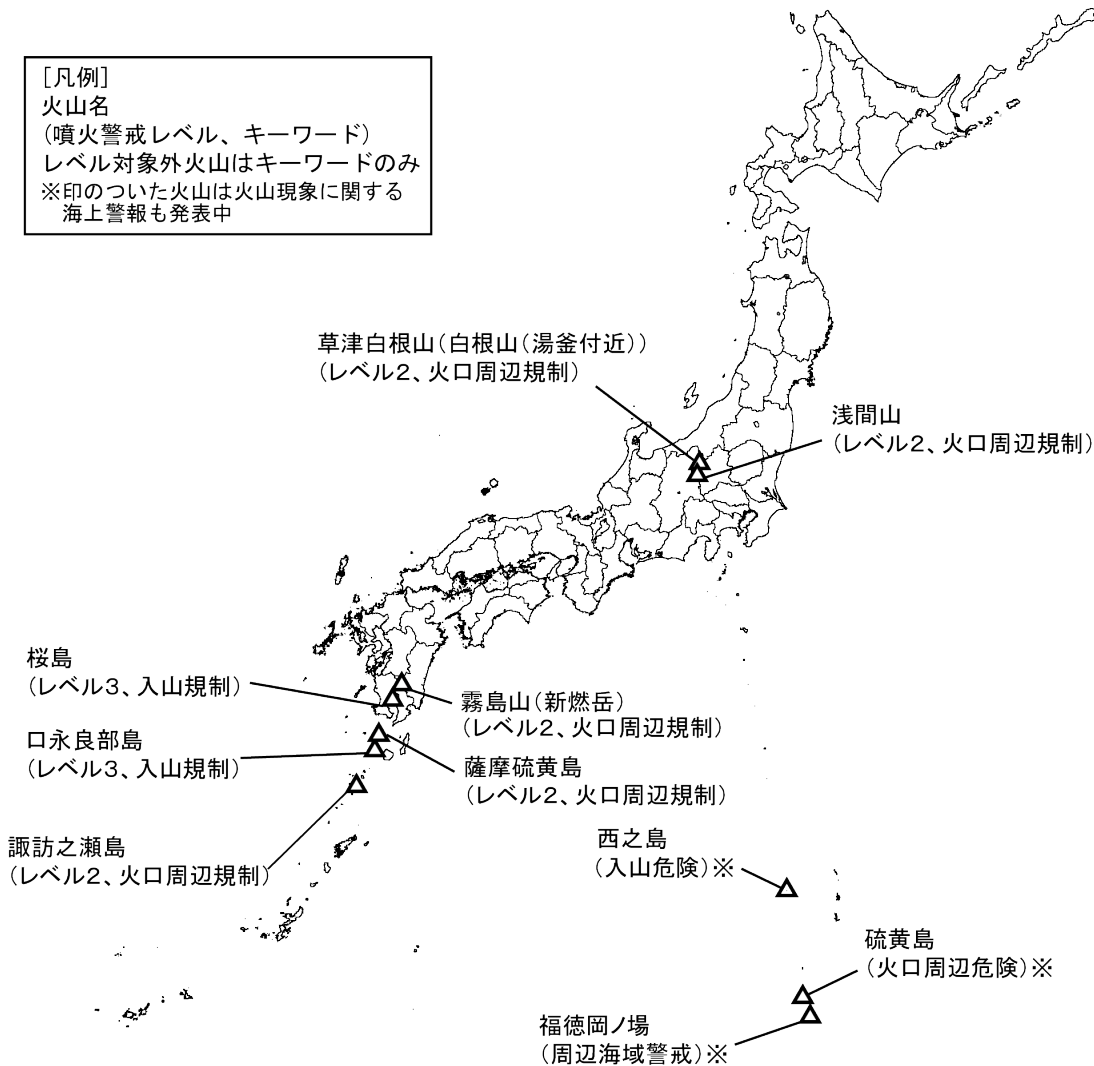 [凡例]
火山名
(噴火警戒レベル、キーワード)
レベル対象外火山はキーワードのみ
※印のついた火山は火山現象に関する
海上警報も発表中
草津白根山(白根山(湯釜付近))
(レベル2、火口周辺規制)
浅間山
(レベル2、火口周辺規制)
桜島
(レベル3、入山規制)
霧島山(新燃岳)
(レベル2、火口周辺規制)
口永良部島
(レベル3、入山規制)
薩摩硫黄島
(レベル2、火口周辺規制)
諏訪之瀬島
(レベル2、火口周辺規制)
西之島
(入山危険)※
硫黄島
(火口周辺危険)※
福徳岡ノ場
(周辺海域警戒)※